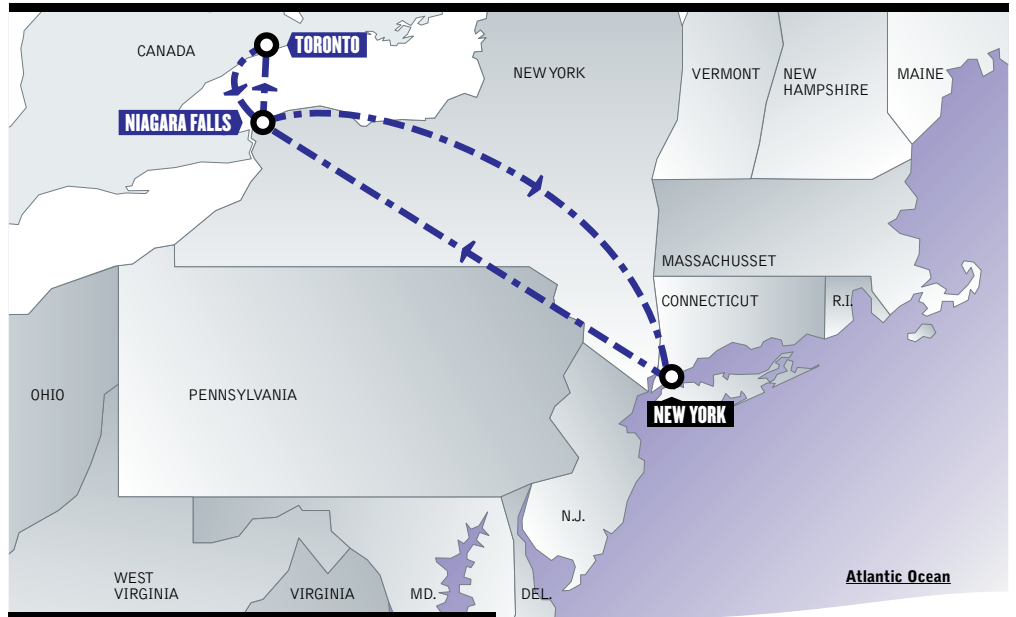 CANADA
TORONTO
NEW YORK
VERMONT
NEW
HAMPSHIRE
MAINE
NIAGARA FALLS
MASSACHUSSET
CONNECTICUT
R.I.
OHIO
PENNSYLVANIA
NEW YORK
N.J.
WEST
VIRGINIA
VIRGINIA
MD.
DEL.
Atlantic Ocean